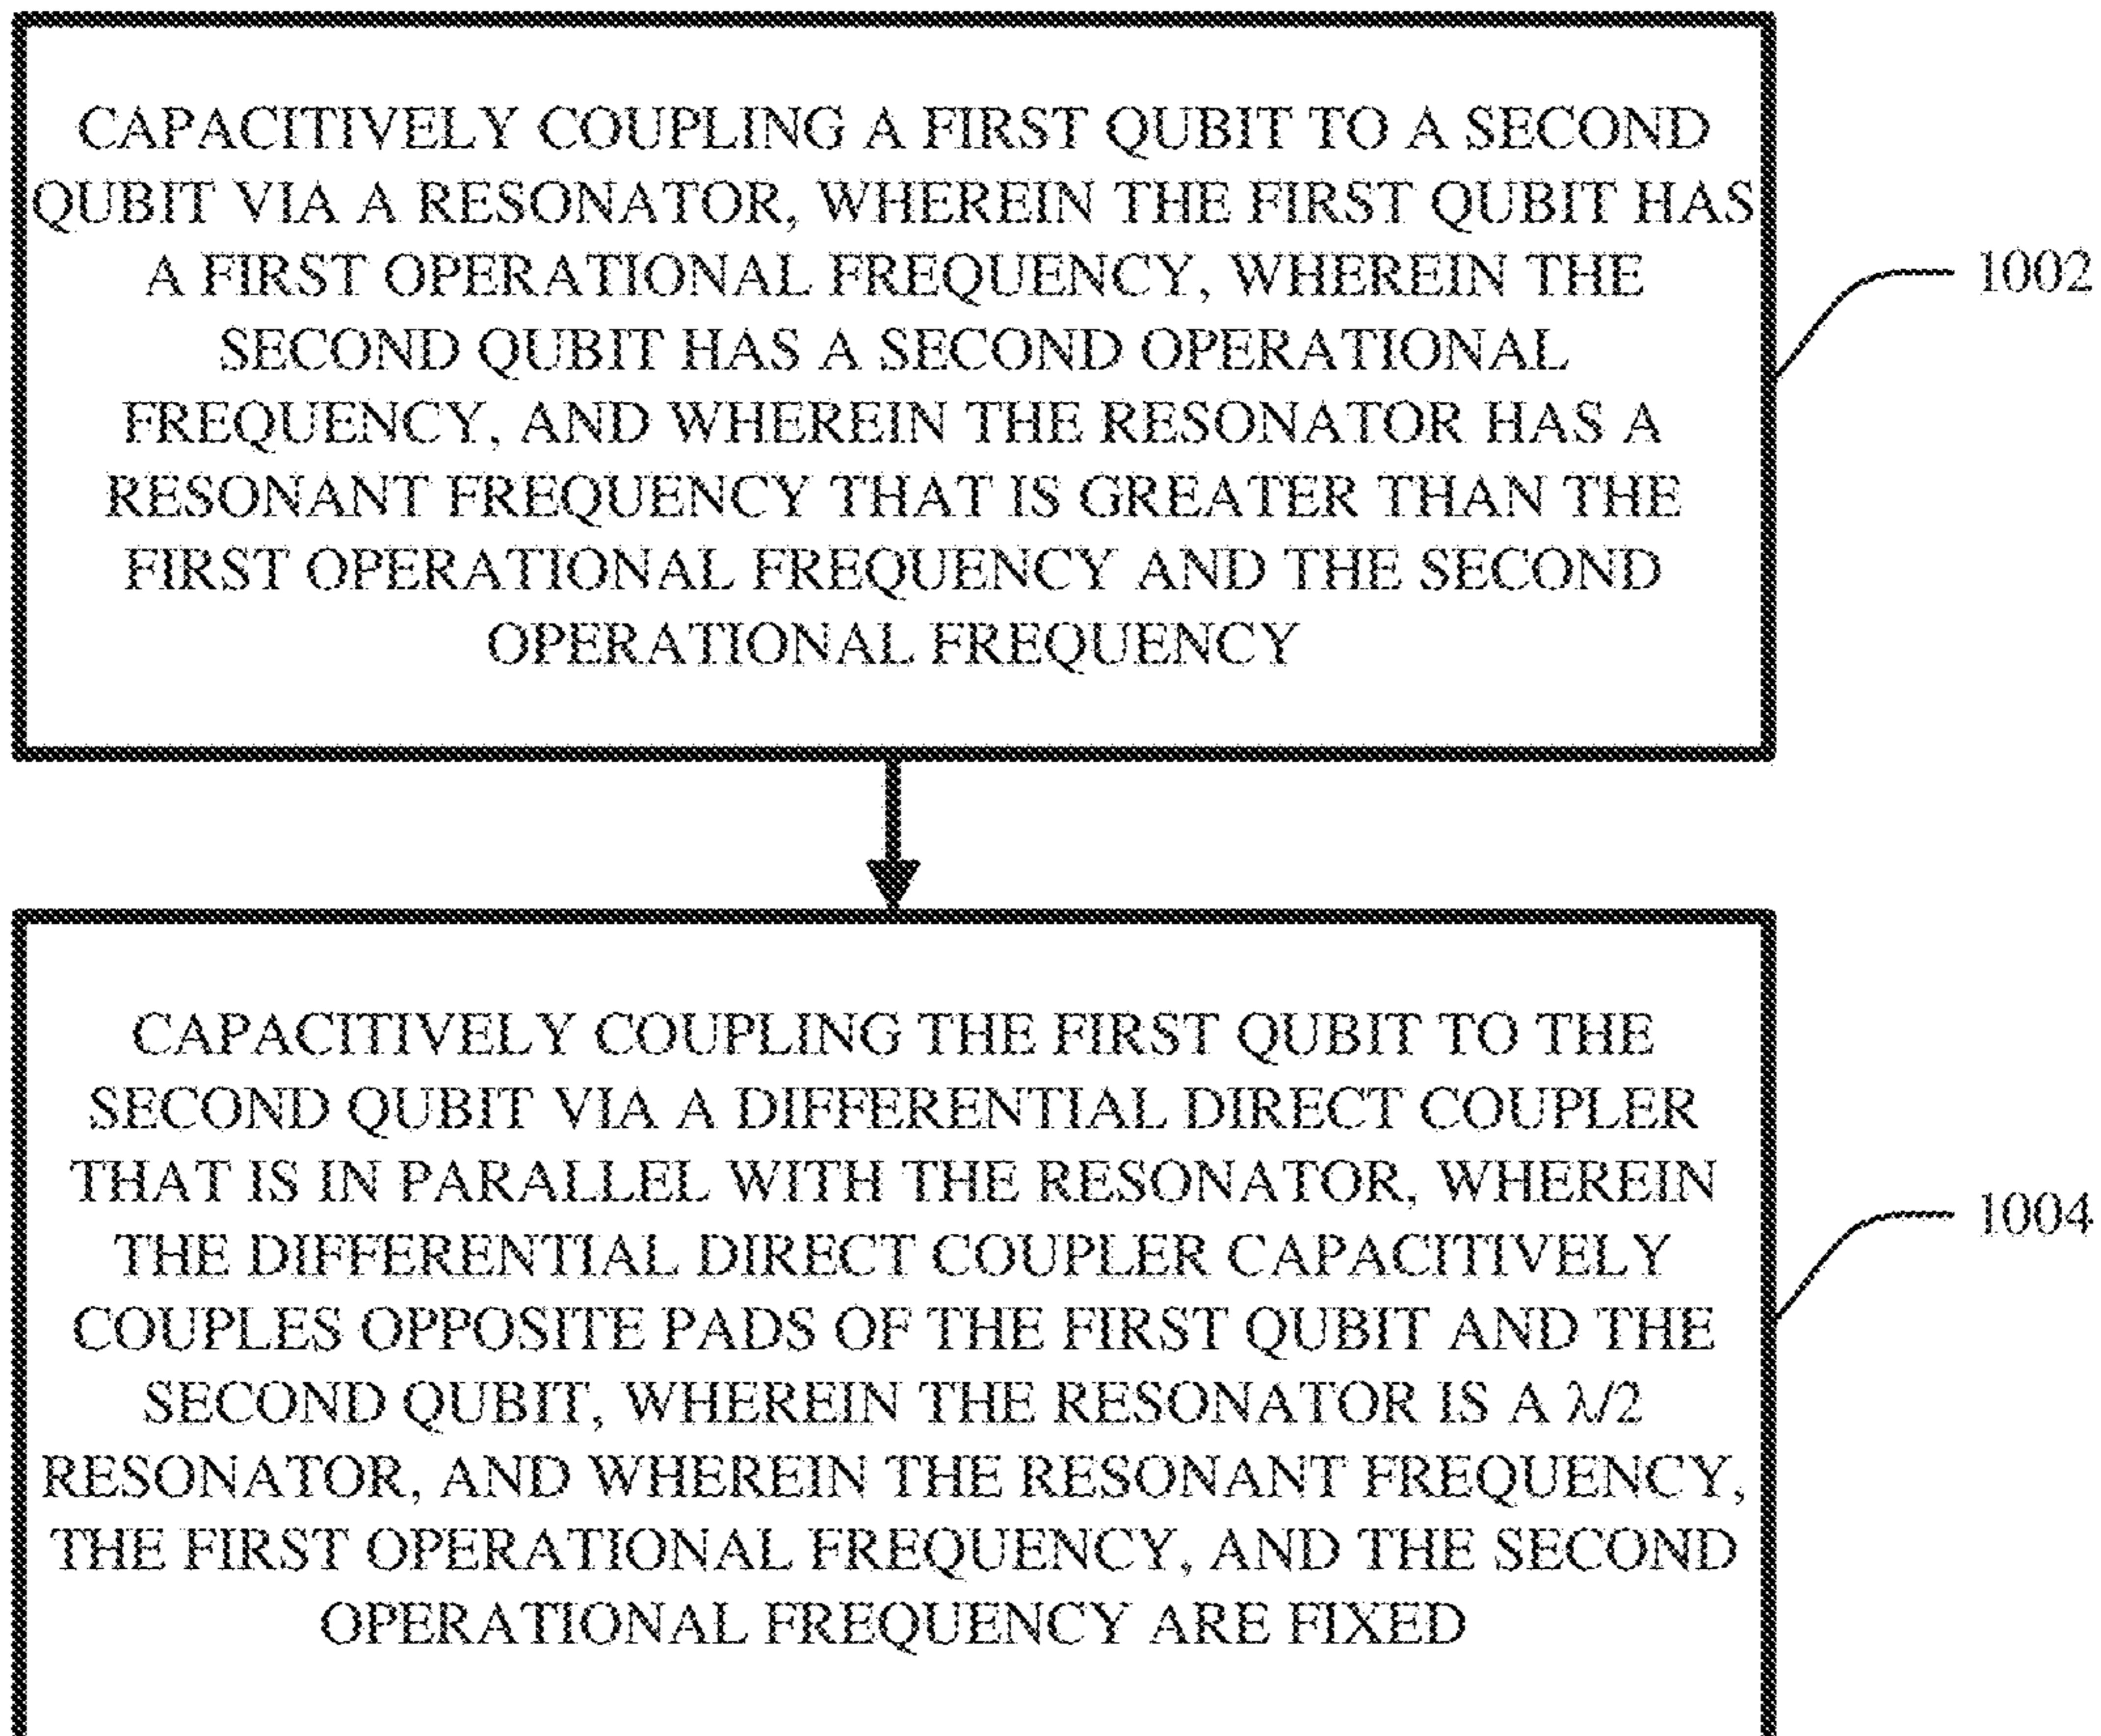 CAPACITIVELY COUPLING A FIRST QUBIT TO A SECOND
QUBIT VIA A RESONATOR, WHEREIN THE FIRST QUBIT HAS
A FIRST OPERATIONAL FREQUENCY, WHEREIN THE
SECOND QUBIT HAS A SECOND OPERATIONAL
FREQUENCY, AND WHEREIN THE RESONATOR HAS A
RESONANT FREQUENCY THAT IS GREATER THAN THE
FIRST OPERATIONAL FREQUENCY AND THE SECOND
OPERATIONAL FREQUENCY
1002
CAPACITIVELY COUPLING THE FIRST QUBIT TO THE
SECOND QUBIT VIA A DIFFERENTIAL DIRECT COUPLER
THAT IS IN PARALLEL WITH THE RESONATOR, WHEREIN
THE DIFFERENTIAL DIRECT COUPLER CAPACITIVELY
COUPLES OPPOSITE PADS OF THE FIRST QUBIT AND THE
SECOND QUBIT, WHEREIN THE RESONATOR IS A λ/2
RESONATOR, AND WHEREIN THE RESONANT FREQUENCY,
THE FIRST OPERATIONAL FREQUENCY, AND THE SECOND
OPERATIONAL FREQUENCY ARE FIXED
1004